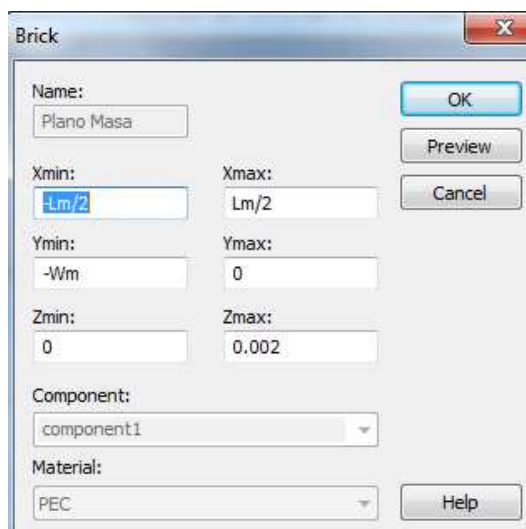 Brick
Name:
Plano Masa
OK
Preview
Cancel
Xmin:
Xmax:
-Lm/2
Lm/2
Ymin:
Ymax:
-Wm
0
Zmin:
Zmax:
0
0.002
Component:
component1
Material:
PEC
Help